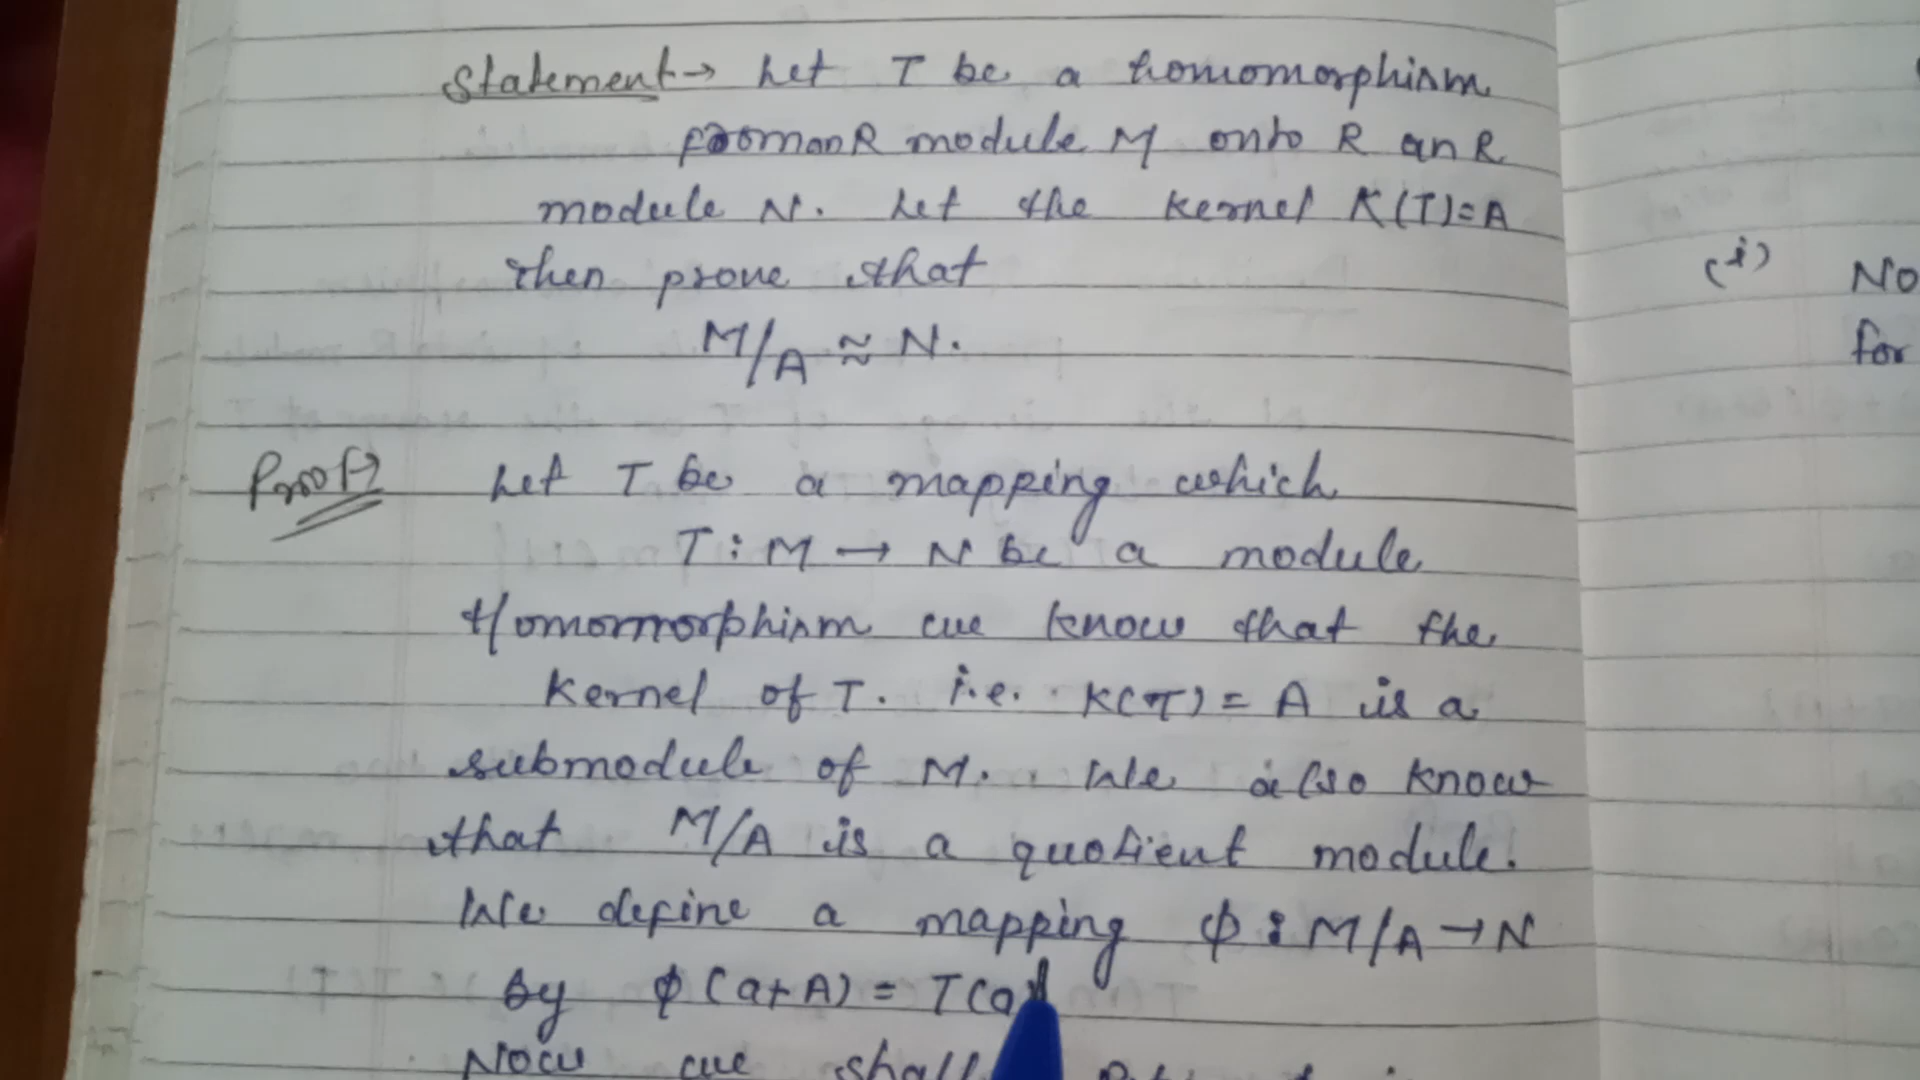 Statement → Let T be a homomorphism
from an R module M onto R an R
module N. Let the kernel K(T)=A
then prove that
M/A ≈ N.
Proof→ Let T be a mapping which
T : M → N be a module
Homomorphism we know that the
Kernel of T. i.e. K(T) = A is a
submodule of M. We also know
that M/A is a quotient module.
We define a mapping φ : M/A → N
by φ(a+A) = T(a)
Now we shall
(i) No
for